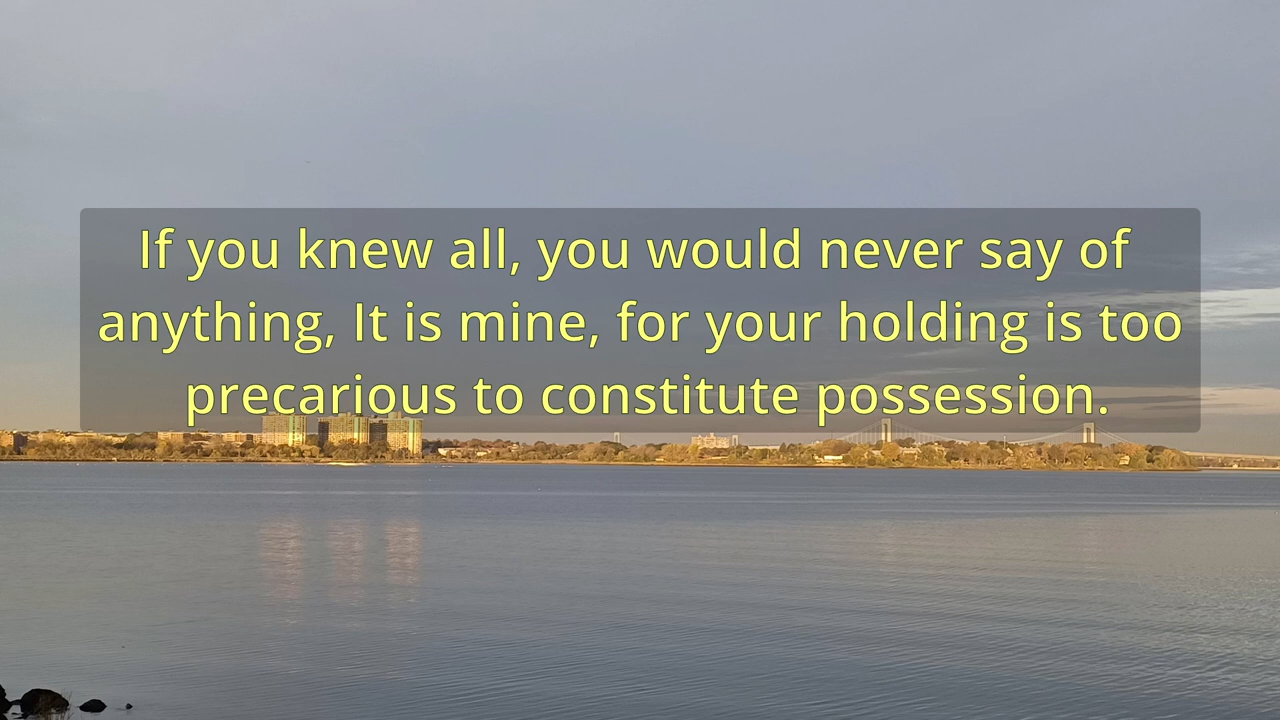 If you knew all, you would never say of
anything, It is mine, for your holding is too
precarious to constitute possession.